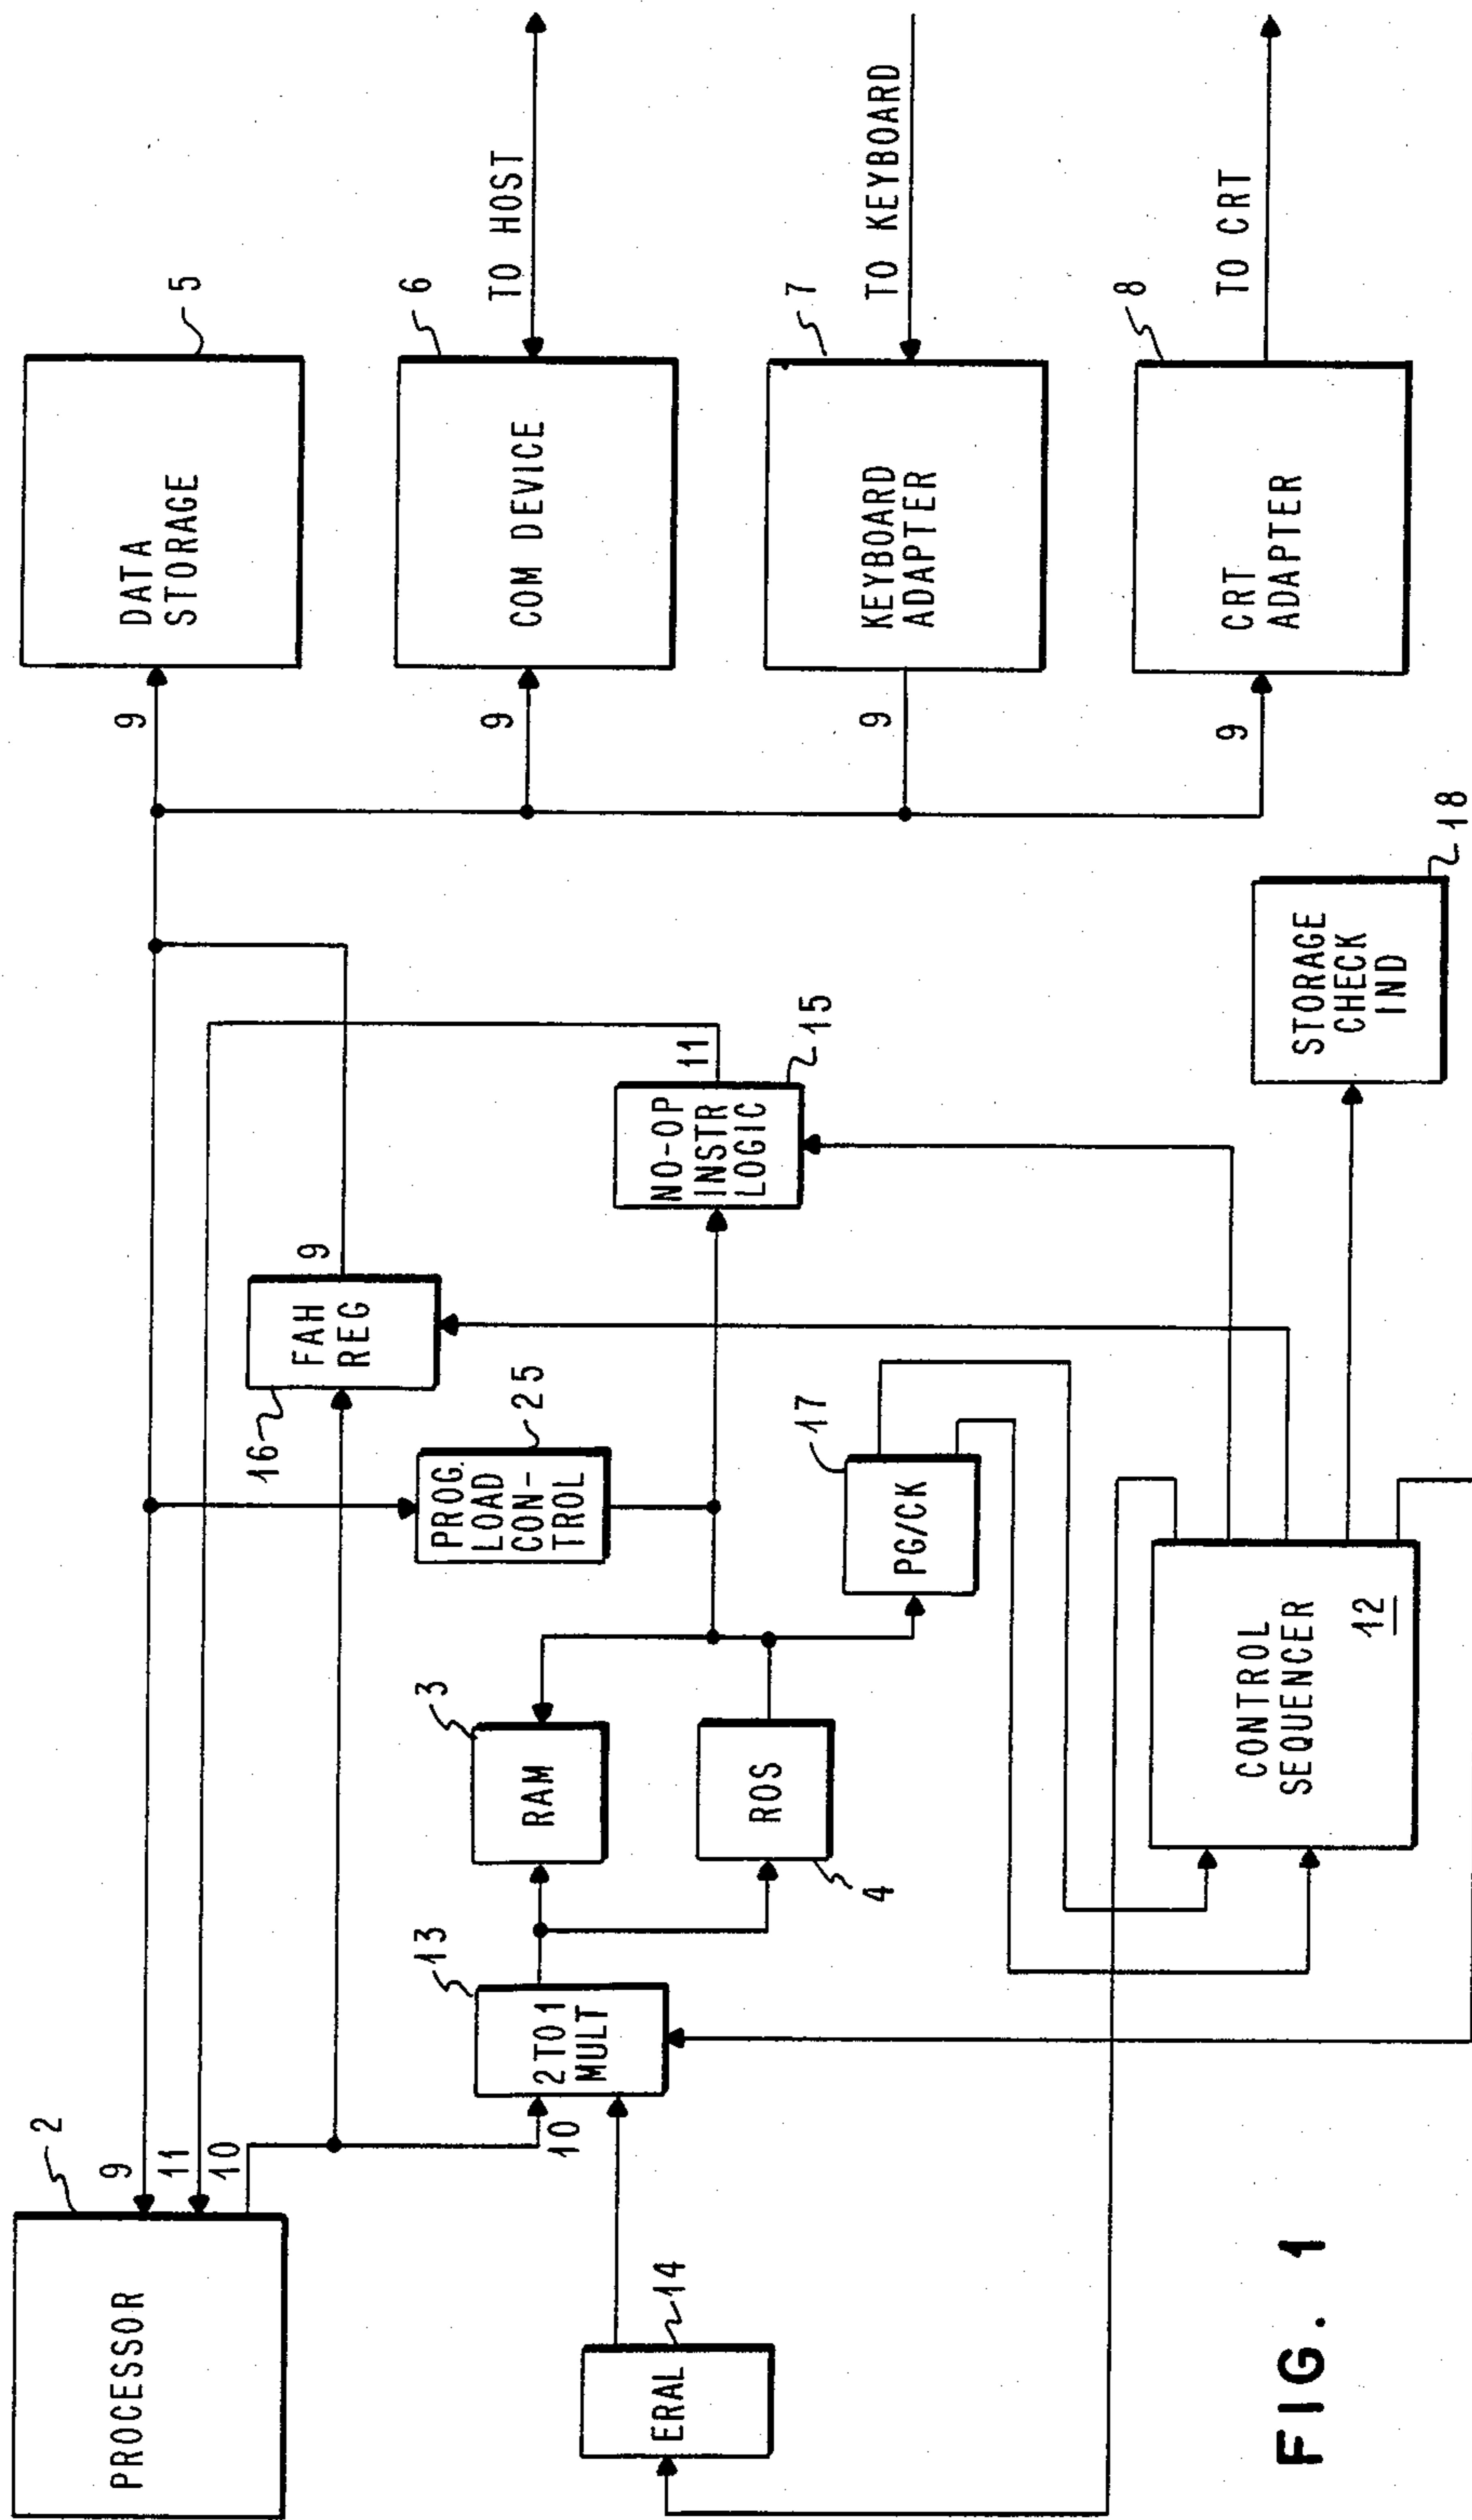 PROCESSOR
2
9
11
10
DATA
STORAGE
5
9
COM DEVICE
6
9
TO HOST
KEYBOARD
ADAPTER
7
9
TO KEYBOARD
CRT
ADAPTER
8
9
TO CRT
FAH
REG
16
9
PROG.
LOAD
CON-
TROL
25
NO-OP
INSTR
LOGIC
11
15
RAM
3
ROS
4
2 TO 1
MULT
13
10
ERAL
14
PG/CK
17
CONTROL
SEQUENCER
12
STORAGE
CHECK
IND
18
FIG. 1